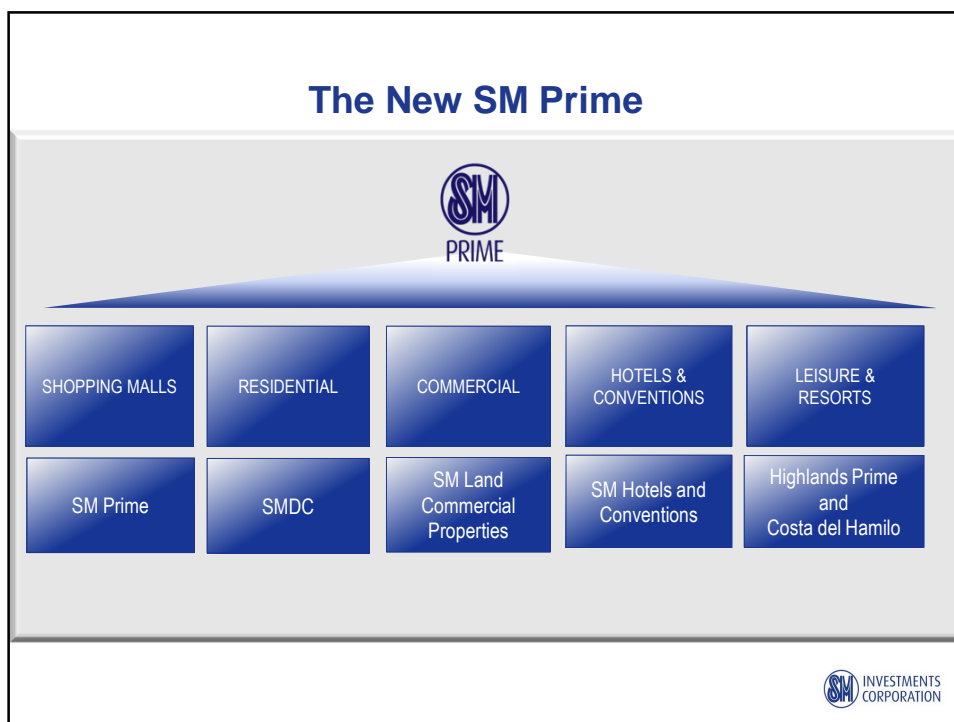 The New SM Prime
SM
PRIME
SHOPPING MALLS
RESIDENTIAL
COMMERCIAL
HOTELS &
CONVENTIONS
LEISURE &
RESORTS
SM Prime
SMDC
SM Land
Commercial
Properties
SM Hotels and
Conventions
Highlands Prime
and
Costa del Hamilo
SM INVESTMENTS
CORPORATION